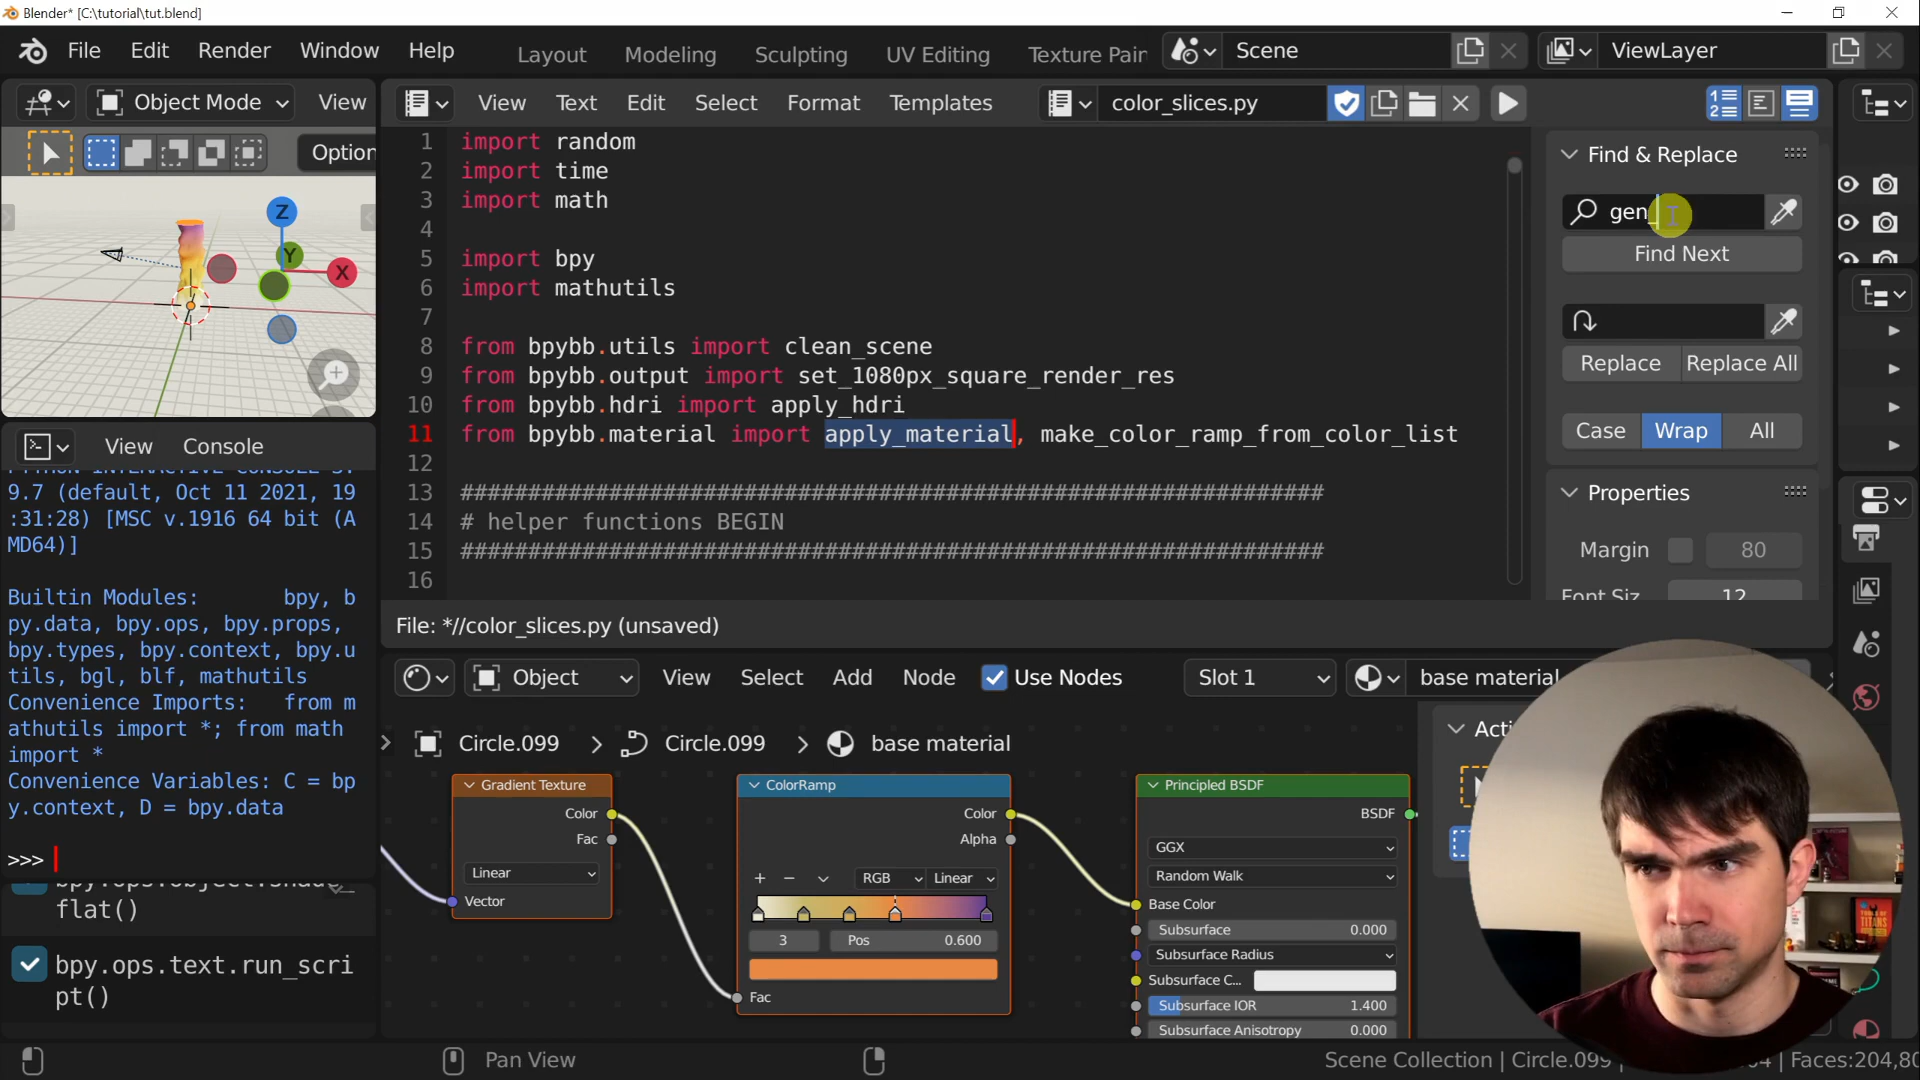 Blender* [C:\tutorial\tut.blend]
File Edit Render Window Help Layout Modeling Sculpting UV Editing Scene ViewLayer
Object Mode View View Text Edit Select Format Templates color_slices.py
Z
Y
X
1 import random
2 import time
3 import math
4
5 import bpy
6 import mathutils
7
8 from bpybb.utils import clean_scene
9 from bpybb.output import set_1080px_square_render_res
10 from bpybb.hdri import apply_hdri
11 from bpybb.material import apply_material, make_color_ramp_from_color_list
12
13 ################################################################
14 # helper functions BEGIN
15 ################################################################
16
File: *//color_slices.py (unsaved)
Find & Replace
gen_
Find Next
Replace Replace All
Case Wrap All
Properties
Margin 80
Font Siz 12
View Console
9.7 (default, Oct 11 2021, 19
:31:28) [MSC v.1916 64 bit (A
MD64)]
Builtin Modules: bpy, b
py.data, bpy.ops, bpy.props,
bpy.types, bpy.context, bpy.u
tils, bgl, blf, mathutils
Convenience Imports: from m
athutils import *; from math
import *
Convenience Variables: C = bp
y.context, D = bpy.data
>>>
flat()
bpy.ops.text.run_scri
pt()
Object View Select Add Node Use Nodes Slot 1 base material
Circle.099 > Circle.099 > base material
Gradient Texture
Color
Fac
Linear
Vector
ColorRamp
Color
Alpha
+ − RGB Linear
3 Pos 0.600
Fac
Principled BSDF
BSDF
GGX
Random Walk
Base Color
Subsurface 0.000
Subsurface Radius
Subsurface C...
Subsurface IOR 1.400
Subsurface Anisotropy 0.000
Pan View
Scene Collection | Circle.099
Faces:204,80